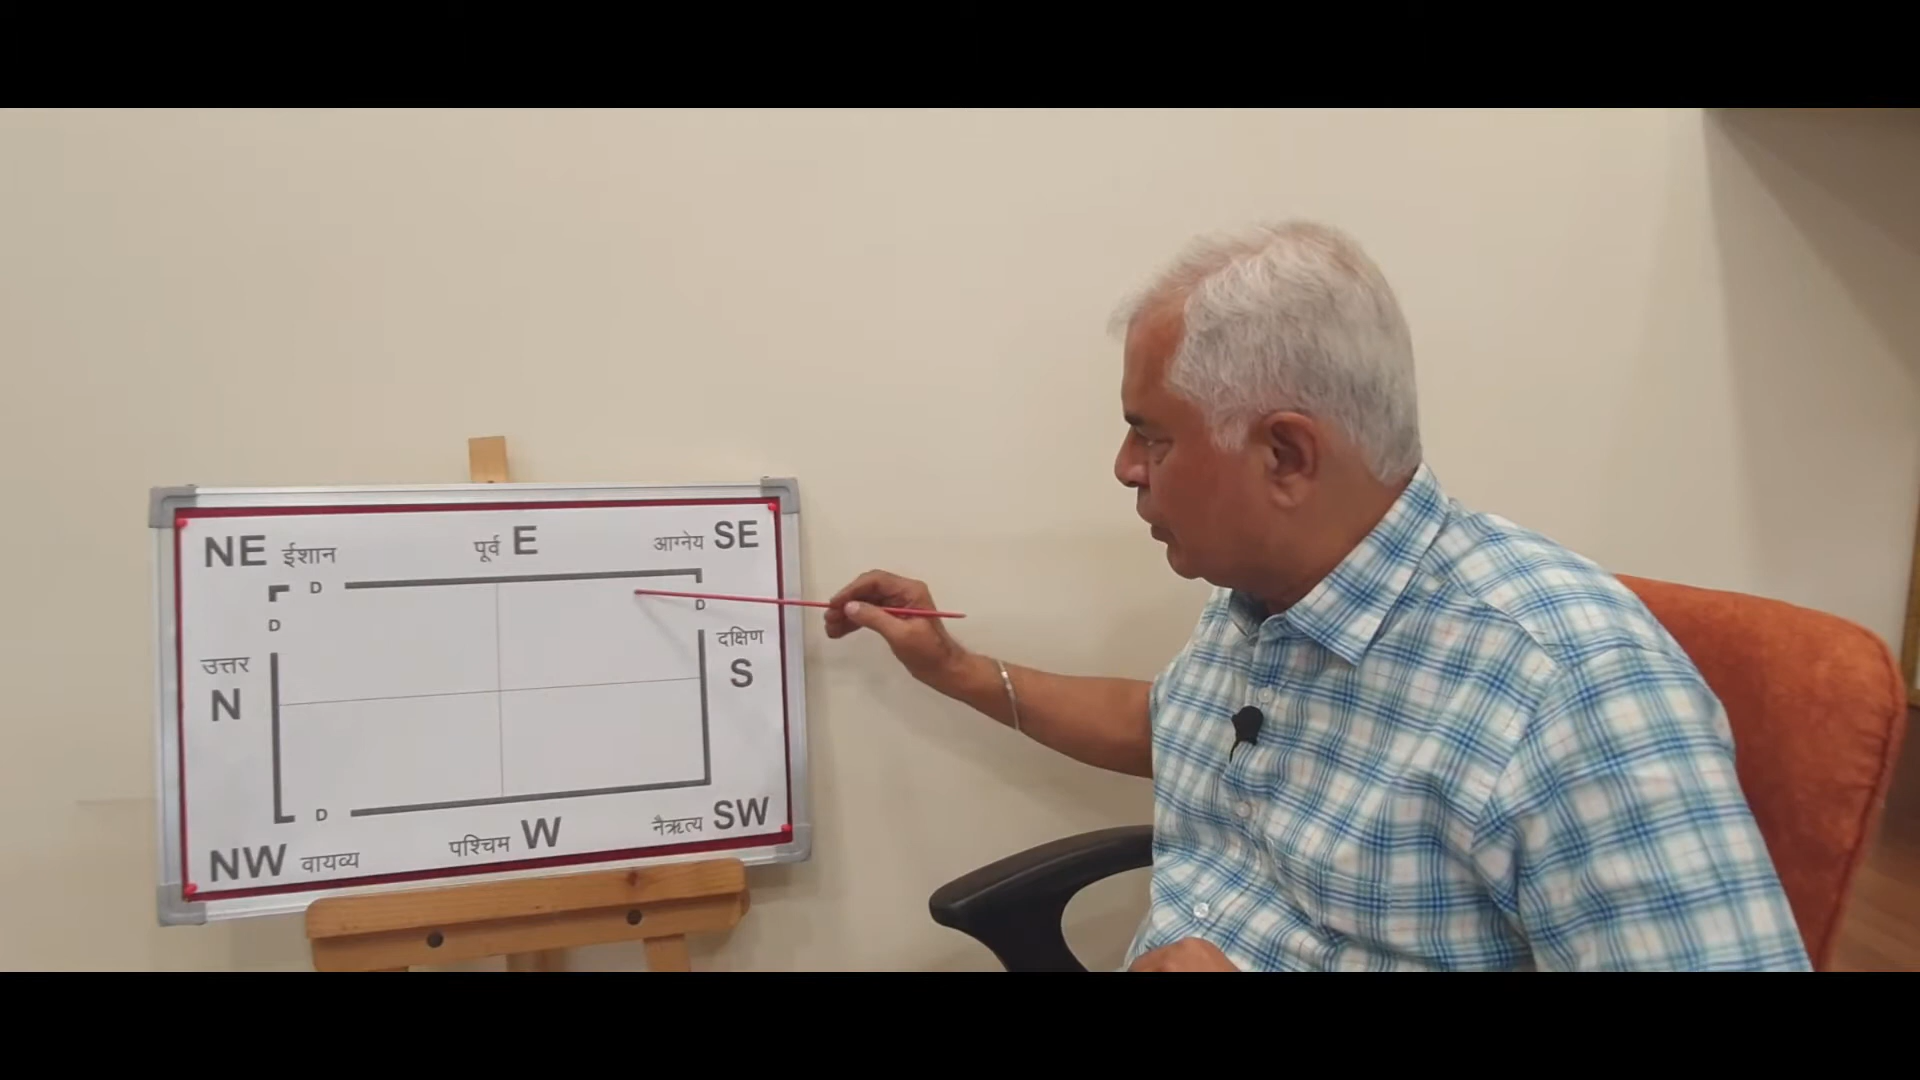 NE ईशान
पूर्व E
आग्नेय SE
D
D
D
दक्षिण
S
उत्तर
N
D
NW वायव्य
पश्चिम W
नैऋत्य SW